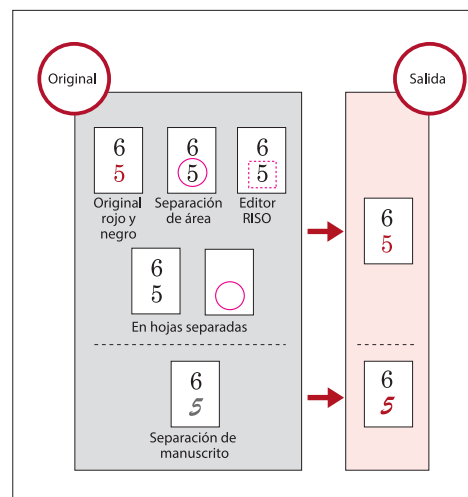 Original
Salida
6 6 6
5 5 5
Original
rojo y
negro
Separación
de área
Editor
RISO
6
5
6
5
En hojas separadas
6
5
Separación de
manuscrito
6
5